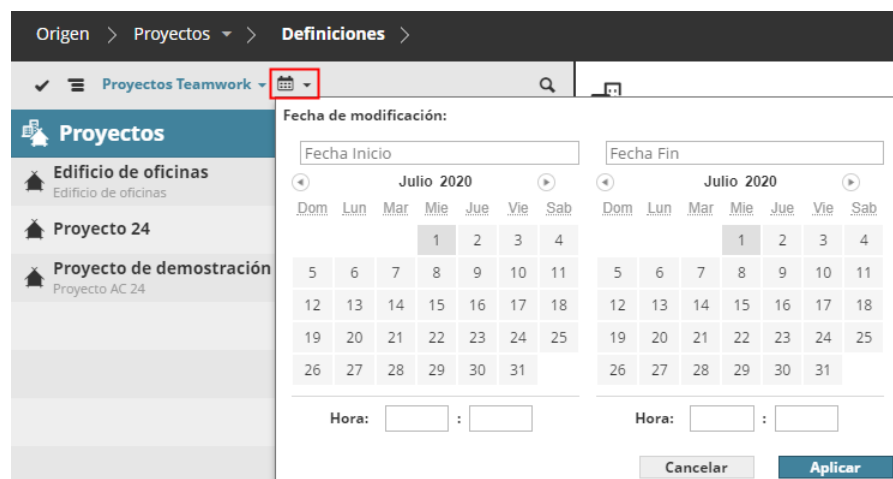 Origen > Proyectos > Definiciones >
Proyectos Teamwork
Proyectos
Edificio de oficinas
Edificio de oficinas
Proyecto 24
Proyecto de demostración
Proyecto AC 24
Fecha de modificación:
Fecha Inicio
Julio 2020
Dom Lun Mar Mie Jue Vie Sab
1 2 3 4
5 6 7 8 9 10 11
12 13 14 15 16 17 18
19 20 21 22 23 24 25
26 27 28 29 30 31
Hora: :
Fecha Fin
Julio 2020
Dom Lun Mar Mie Jue Vie Sab
1 2 3 4
5 6 7 8 9 10 11
12 13 14 15 16 17 18
19 20 21 22 23 24 25
26 27 28 29 30 31
Hora: :
Cancelar
Aplicar